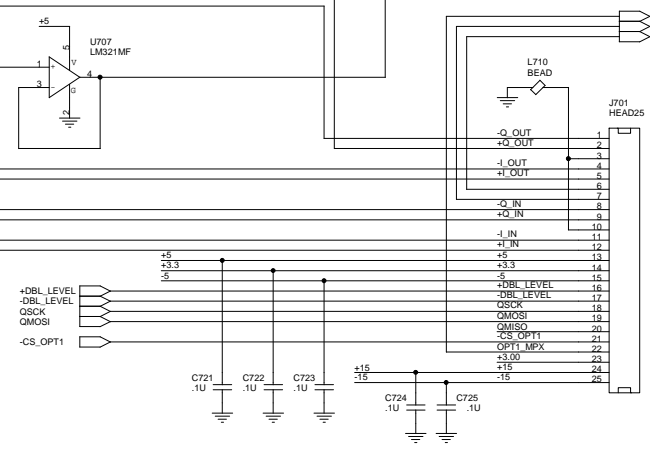 +5
U707
LM321MF
5
V
1
+
4
3
-
G
2
L710
BEAD
J701
HEAD25
-Q_OUT 1
+Q_OUT 2
3
-I_OUT 4
+I_OUT 5
6
7
-Q_IN 8
+Q_IN 9
10
-I_IN 11
+I_IN 12
+5 +5 13
+3.3 +3.3 14
-5 -5 15
+DBL_LEVEL +DBL_LEVEL 16
-DBL_LEVEL -DBL_LEVEL 17
QSCK QSCK 18
QMOSI QMOSI 19
QMISO 20
-CS_OPT1 -CS_OPT1 21
OPT1_MPX 22
+3.00 23
+15 +15 24
-15 -15 25
C721 C722 C723
.1U .1U .1U
C724 C725
.1U .1U